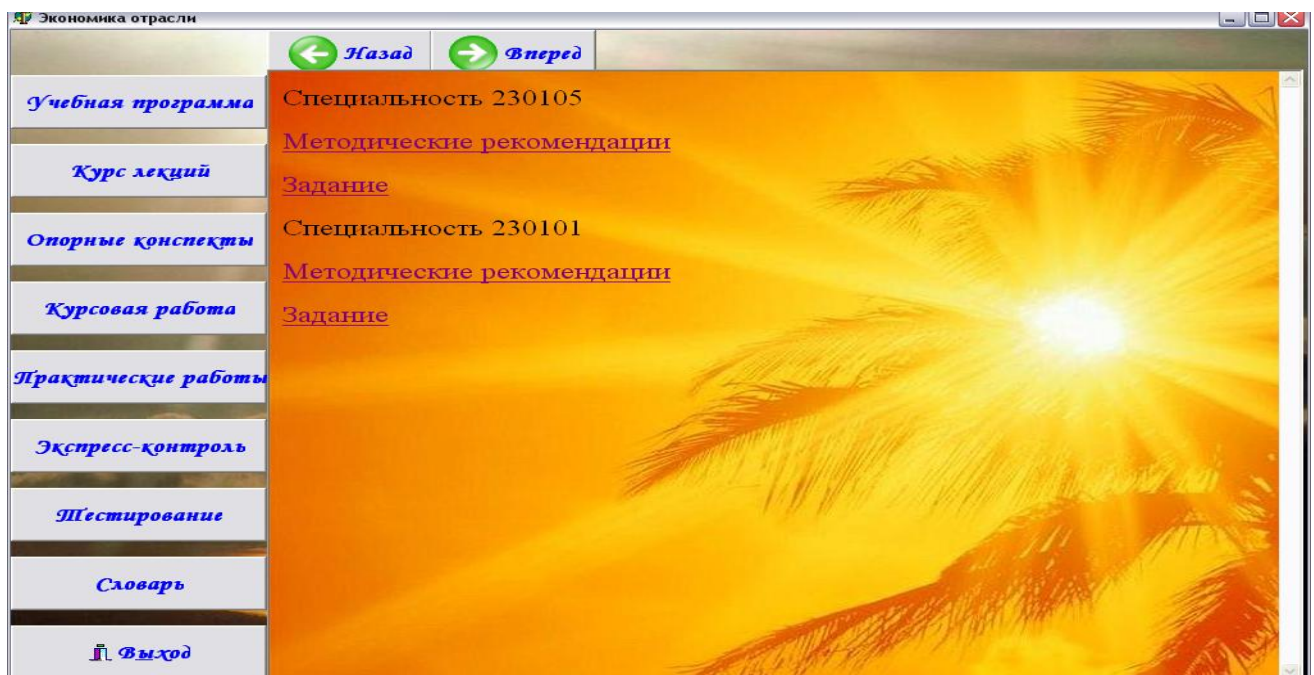 Экономика отрасли
Назад Вперед
Учебная программа
Курс лекций
Опорные конспекты
Курсовая работа
Практические работы
Экспресс-контроль
Тестирование
Словарь
Выход
Специальность 230105
Методические рекомендации
Задание
Специальность 230101
Методические рекомендации
Задание